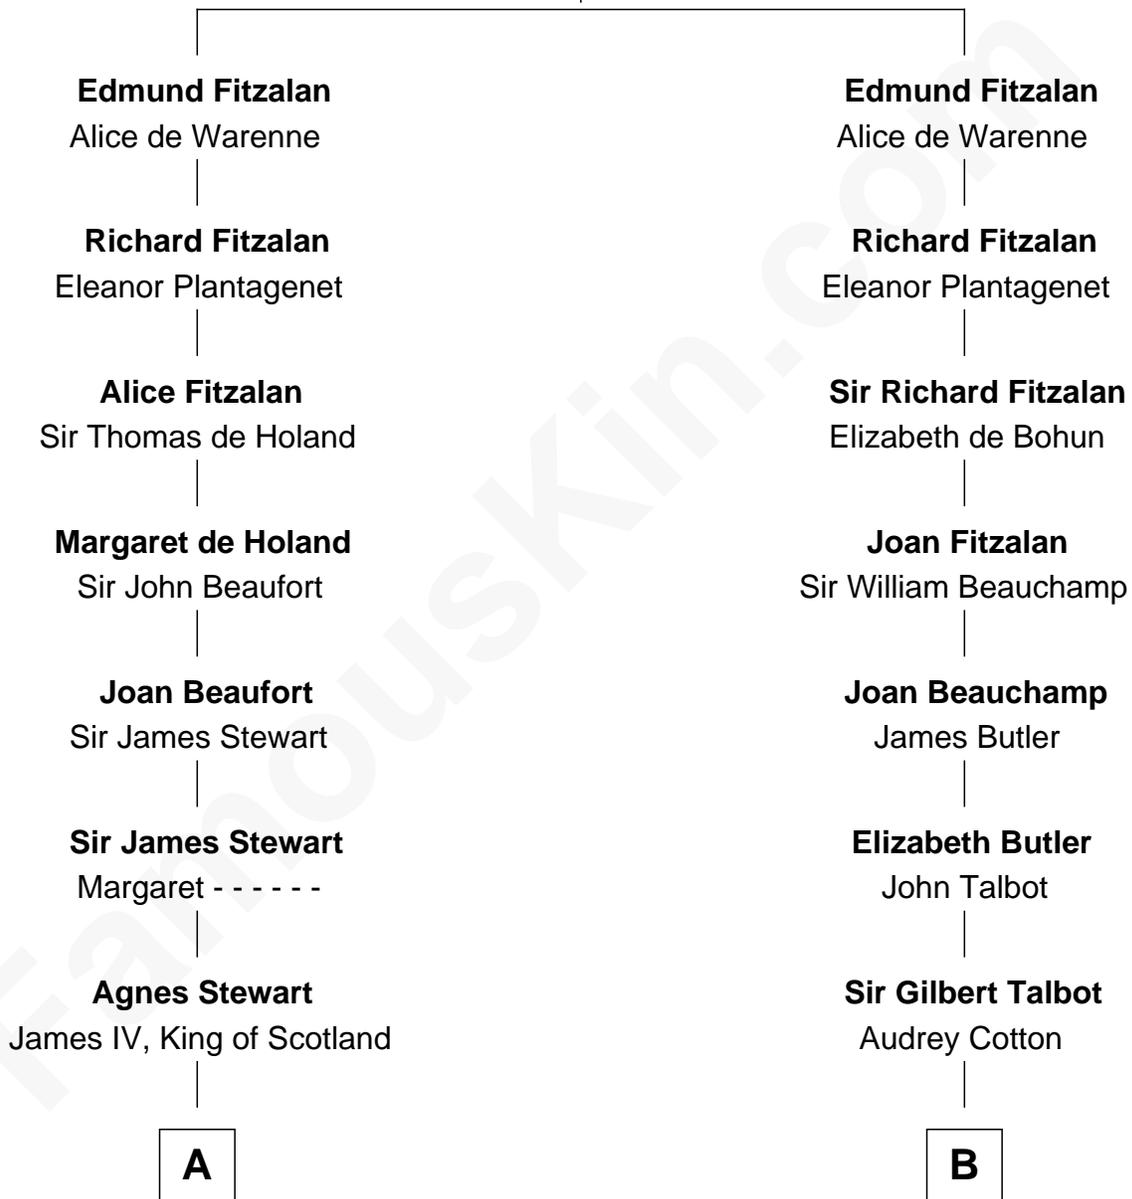 Edmund Fitzalan
Alice de Warenne
Richard Fitzalan
Eleanor Plantagenet
Alice Fitzalan
Sir Thomas de Holand
Margaret de Holand
Sir John Beaufort
Joan Beaufort
Sir James Stewart
Sir James Stewart
Margaret - - - - - -
Agnes Stewart
James IV, King of Scotland
A
Edmund Fitzalan
Alice de Warenne
Richard Fitzalan
Eleanor Plantagenet
Sir Richard Fitzalan
Elizabeth de Bohun
Joan Fitzalan
Sir William Beauchamp
Joan Beauchamp
James Butler
Elizabeth Butler
John Talbot
Sir Gilbert Talbot
Audrey Cotton
B
FamousKin.com